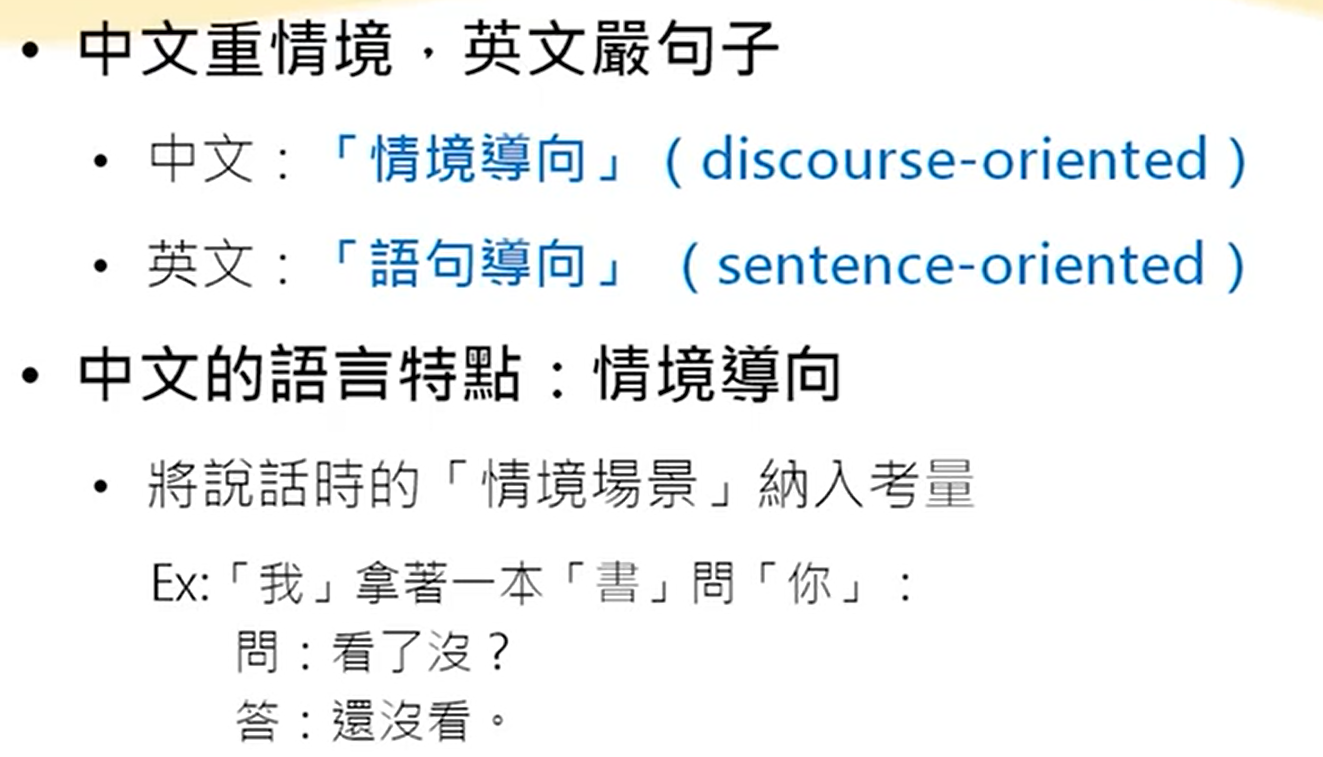 • 中文重情境，英文嚴句子
• 中文：「情境導向」（discourse-oriented）
• 英文：「語句導向」（sentence-oriented）
• 中文的語言特點：情境導向
• 將說話時的「情境場景」納入考量
Ex:「我」拿著一本「書」問「你」：
問：看了沒？
答：還沒看。